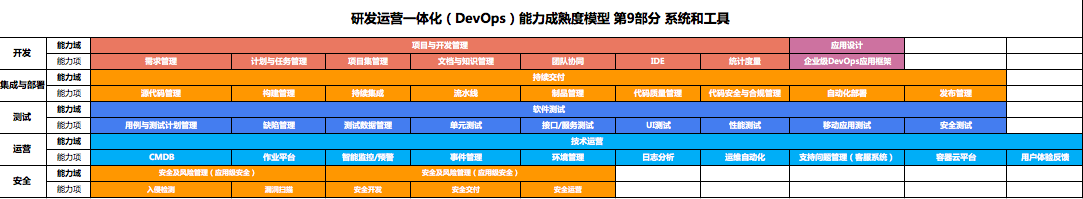 研发运营一体化（DevOps）能力成熟度模型 第9部分 系统和工具
开发 能力域 项目与开发管理 应用设计
能力项 需求管理 计划与任务管理 项目集管理 文档与知识管理 团队协同 IDE 统计度量 企业级DevOps应用框架
集成与部署 能力域 持续交付
能力项 源代码管理 构建管理 持续集成 流水线 制品管理 代码质量管理 代码安全与合规管理 自动化部署 发布管理
测试 能力域 软件测试
能力项 用例与测试计划管理 缺陷管理 测试数据管理 单元测试 接口/服务测试 UI测试 性能测试 移动应用测试 安全测试
运营 能力域 技术运营
能力项 CMDB 作业平台 智能监控/预警 事件管理 环境管理 日志分析 运维自动化 支持问题管理（客服系统） 容器云平台 用户体验反馈
安全 能力域 安全及风险管理（应用级安全） 安全及风险管理（应用级安全）
能力项 入侵检测 漏洞扫描 安全开发 安全交付 安全运营